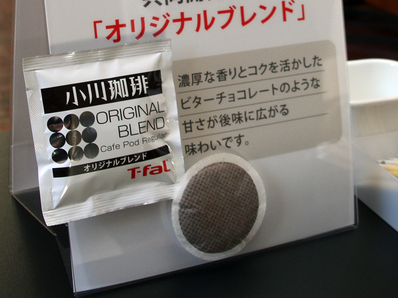 「オリジナルブレンド」
小川珈琲
ORIGINAL
BLEND
Cafe Pod
オリジナルブレンド
T-fal
濃厚な香りとコクを活かした
ビターチョコレートのような
甘さが後味に広がる
味わいです。